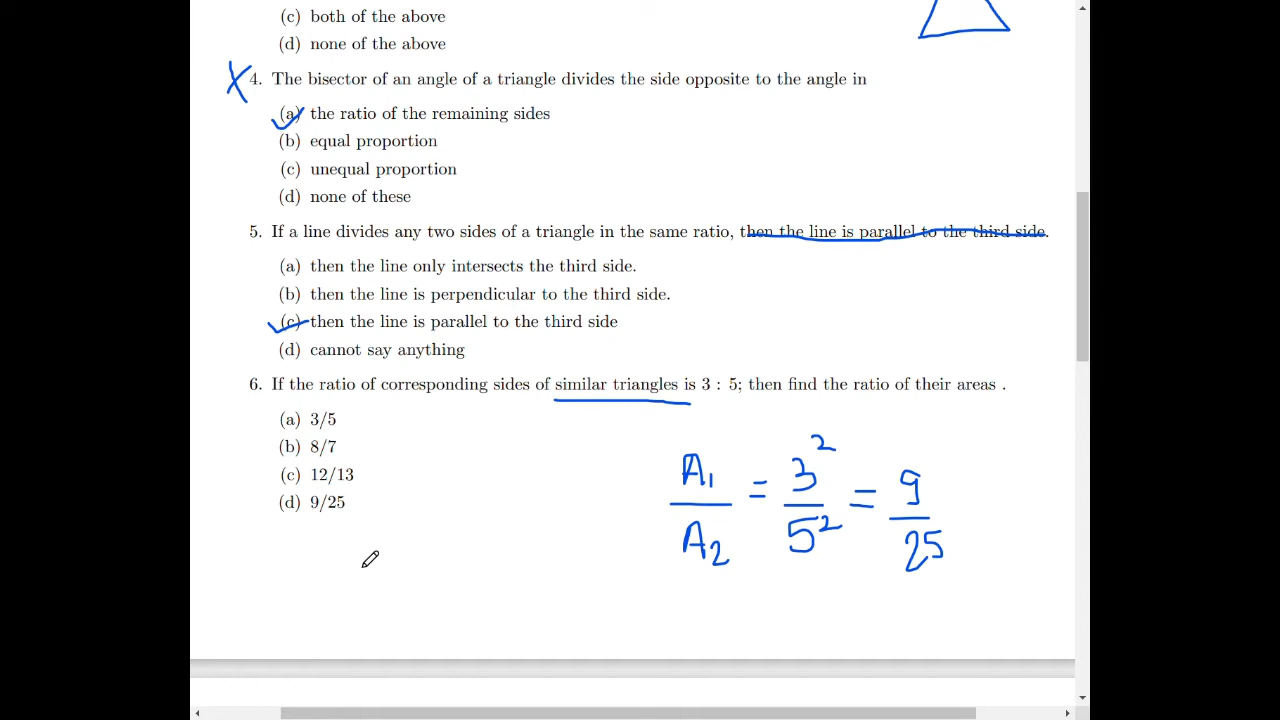 (c) both of the above
(d) none of the above
X 4. The bisector of an angle of a triangle divides the side opposite to the angle in
(a) the ratio of the remaining sides
(b) equal proportion
(c) unequal proportion
(d) none of these
5. If a line divides any two sides of a triangle in the same ratio, then the line is parallel to the third side.
(a) then the line only intersects the third side.
(b) then the line is perpendicular to the third side.
(c) then the line is parallel to the third side
(d) cannot say anything
6. If the ratio of corresponding sides of similar triangles is 3 : 5; then find the ratio of their areas .
(a) 3/5
(b) 8/7
(c) 12/13
(d) 9/25
A₁/A₂ = 3²/5² = 9/25